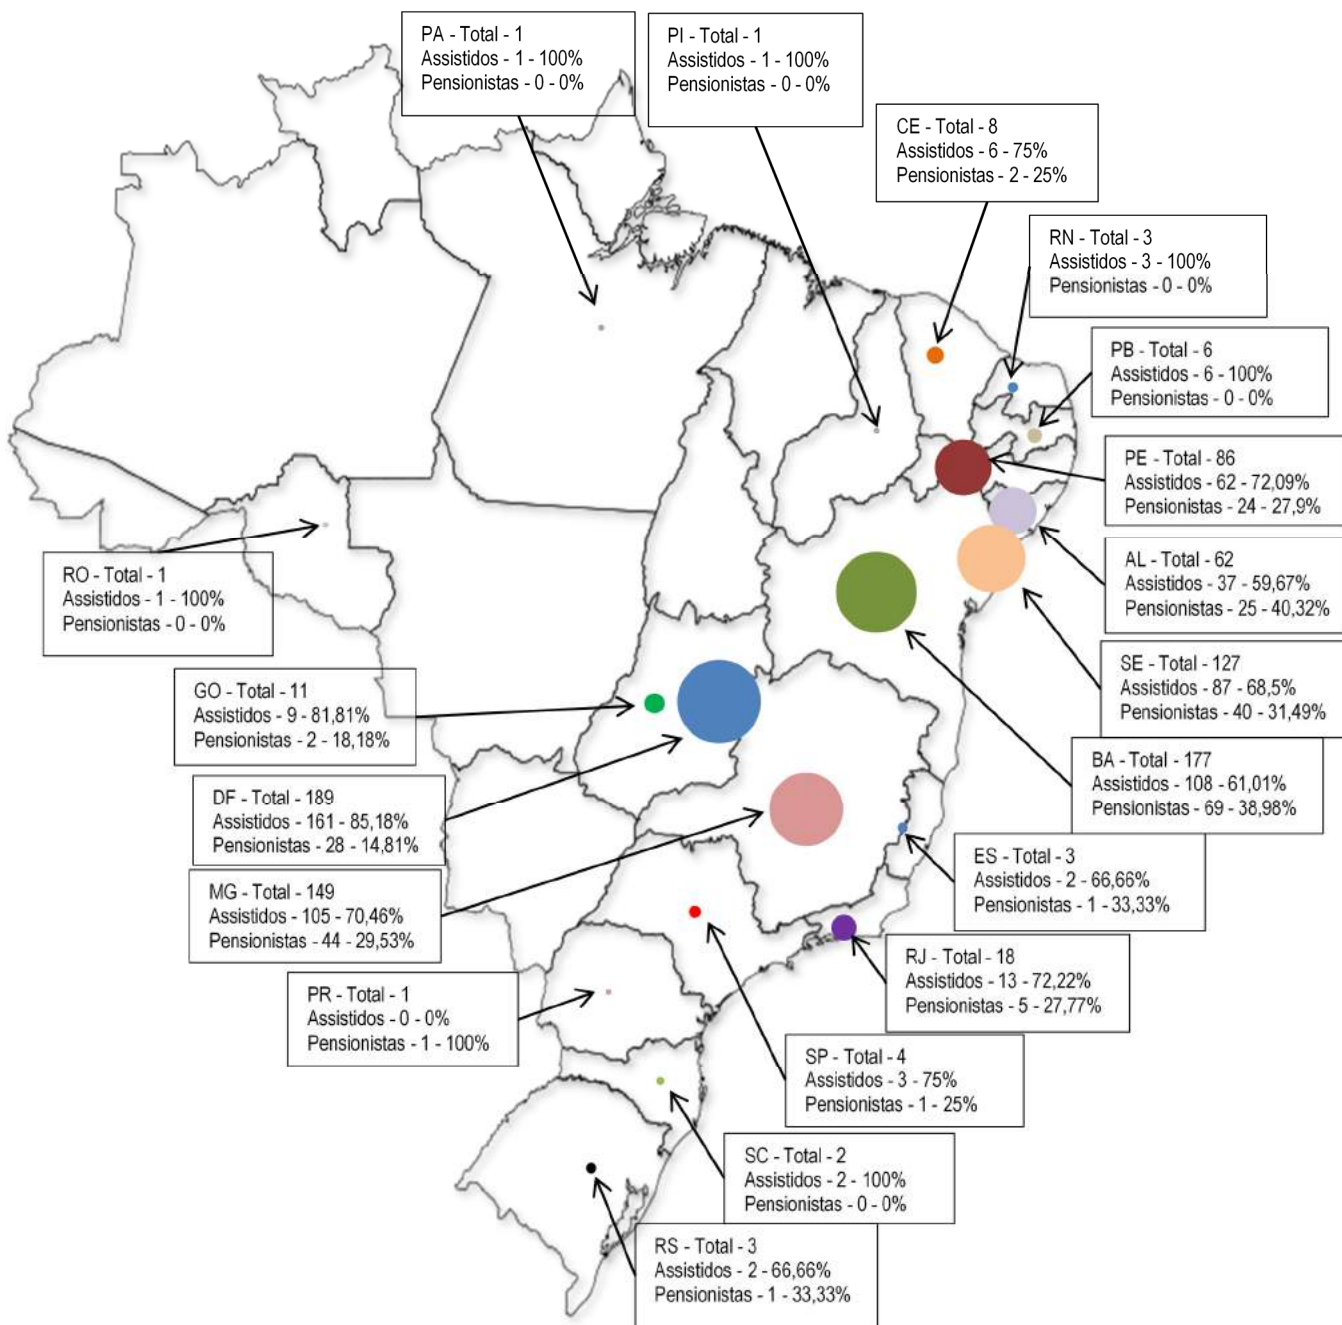 PA - Total - 1
Assistidos - 1 - 100%
Pensionistas - 0 - 0%
PI - Total - 1
Assistidos - 1 - 100%
Pensionistas - 0 - 0%
CE - Total - 8
Assistidos - 6 - 75%
Pensionistas - 2 - 25%
RN - Total - 3
Assistidos - 3 - 100%
Pensionistas - 0 - 0%
PB - Total - 6
Assistidos - 6 - 100%
Pensionistas - 0 - 0%
PE - Total - 86
Assistidos - 62 - 72,09%
Pensionistas - 24 - 27,9%
AL - Total - 62
Assistidos - 37 - 59,67%
Pensionistas - 25 - 40,32%
RO - Total - 1
Assistidos - 1 - 100%
Pensionistas - 0 - 0%
SE - Total - 127
Assistidos - 87 - 68,5%
Pensionistas - 40 - 31,49%
GO - Total - 11
Assistidos - 9 - 81,81%
Pensionistas - 2 - 18,18%
BA - Total - 177
Assistidos - 108 - 61,01%
Pensionistas - 69 - 38,98%
DF - Total - 189
Assistidos - 161 - 85,18%
Pensionistas - 28 - 14,81%
ES - Total - 3
Assistidos - 2 - 66,66%
Pensionistas - 1 - 33,33%
MG - Total - 149
Assistidos - 105 - 70,46%
Pensionistas - 44 - 29,53%
RJ - Total - 18
Assistidos - 13 - 72,22%
Pensionistas - 5 - 27,77%
PR - Total - 1
Assistidos - 0 - 0%
Pensionistas - 1 - 100%
SP - Total - 4
Assistidos - 3 - 75%
Pensionistas - 1 - 25%
SC - Total - 2
Assistidos - 2 - 100%
Pensionistas - 0 - 0%
RS - Total - 3
Assistidos - 2 - 66,66%
Pensionistas - 1 - 33,33%